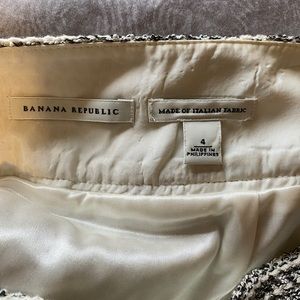 BANANA REPUBLIC
MADE OF ITALIAN FABRIC
4
MADE IN
PHILIPPINES